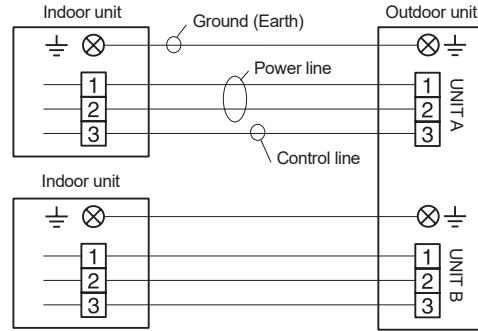 Indoor unit
Outdoor unit
Ground (Earth)
Power line
1
2
3
1
2
3
UNIT A
Control line
Indoor unit
1
2
3
1
2
3
UNIT B